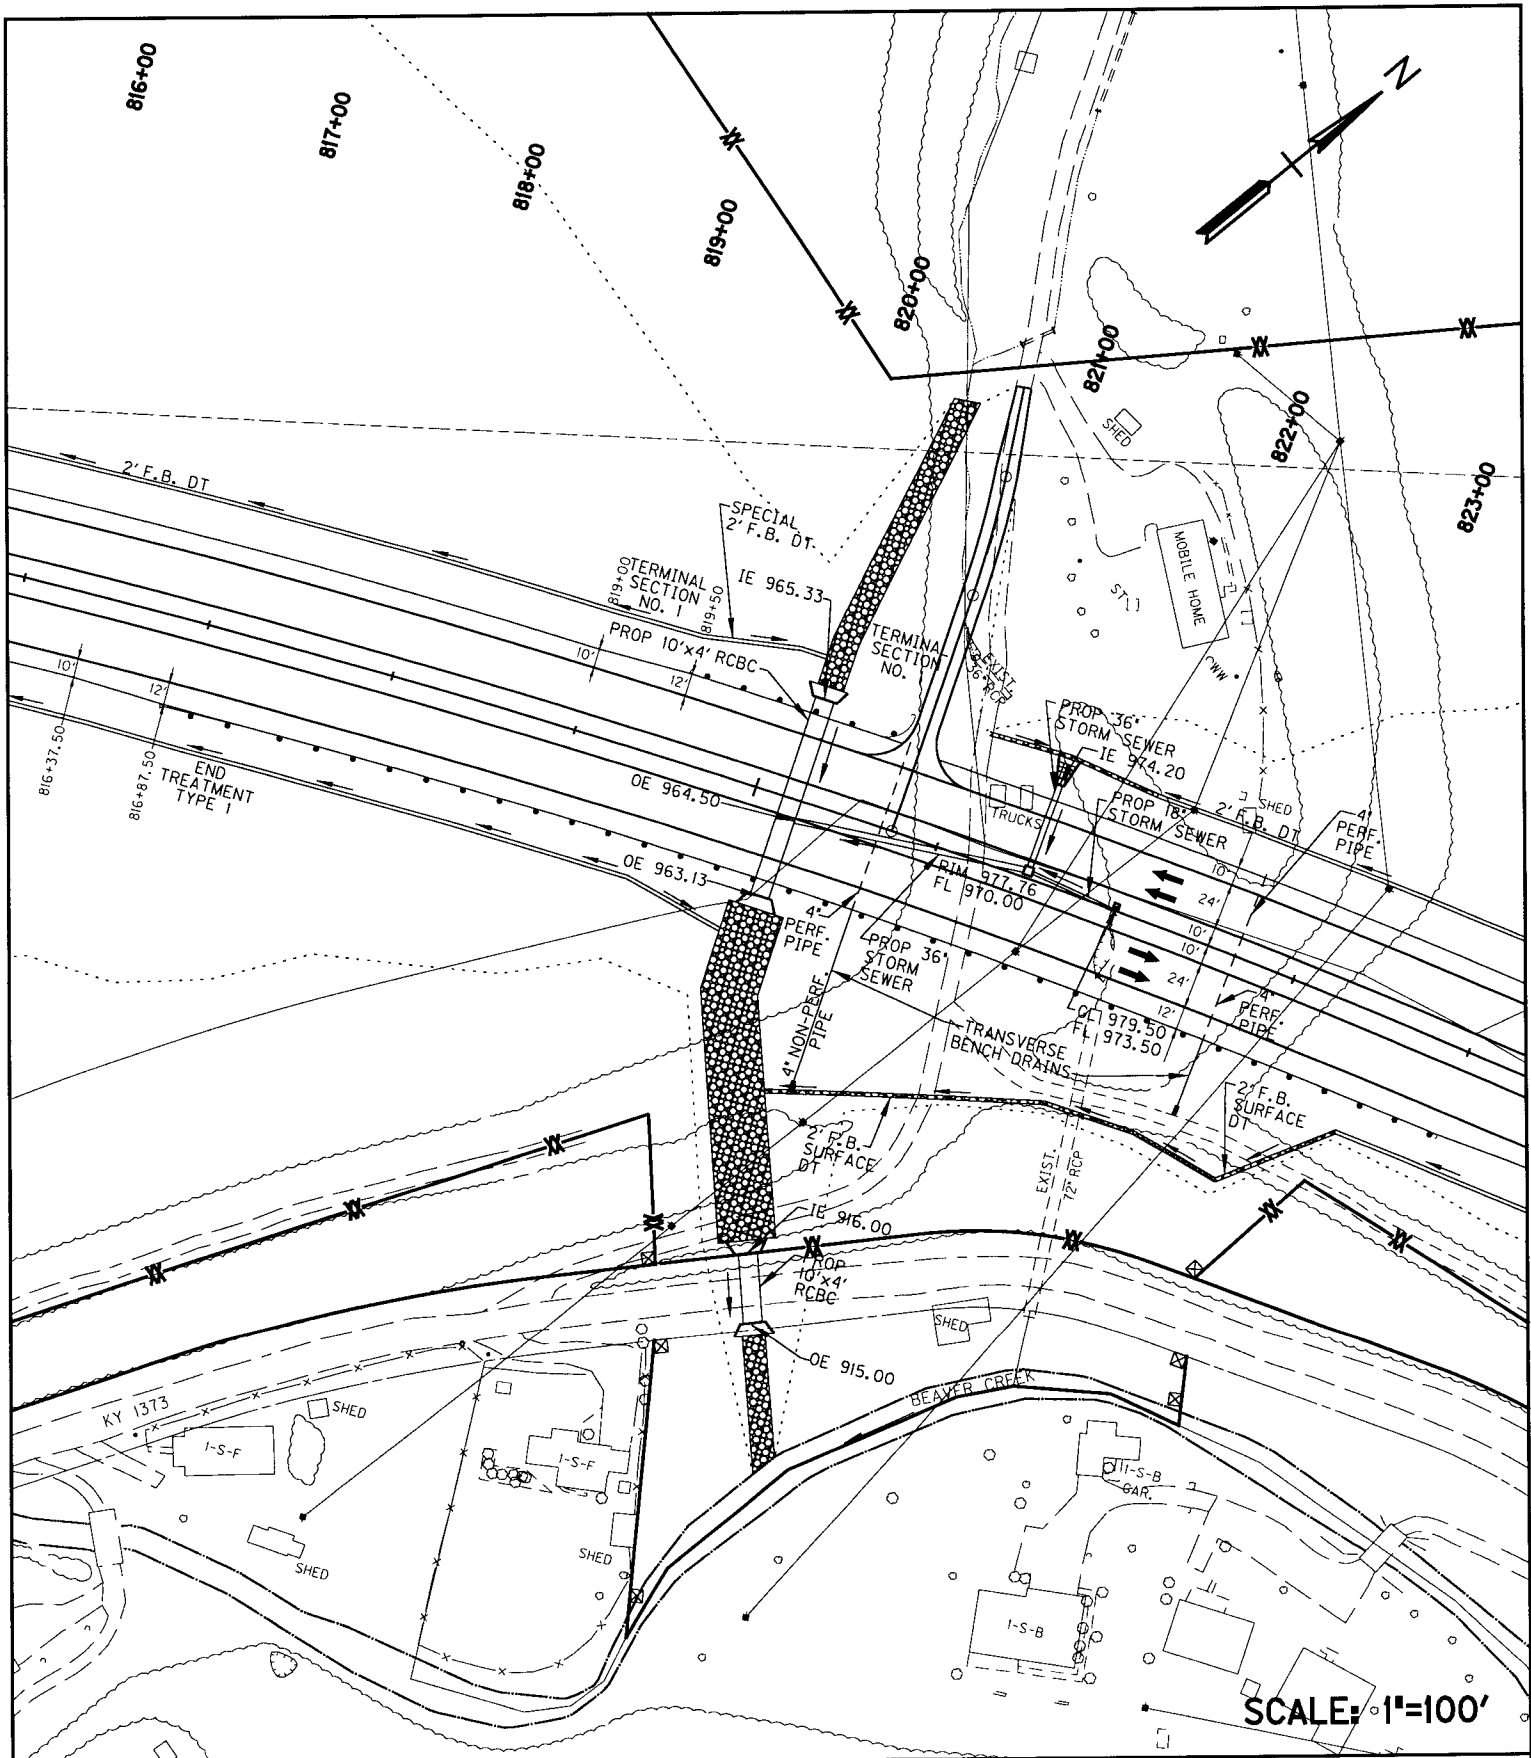 816+00
817+00
818+00
819+00
820+00
821+00
822+00
823+00
N
2' F.B. DT
SPECIAL
2' F.B. DT
819+00
TERMINAL
SECTION
NO. 1
819+50
IE 965.33
PROP 10'x4' RCBC
TERMINA
SECTION
NO.
10'
12'
SHED
MOBILE HOME
EXIST.
36" RCP
PROP 36"
STORM SEWER
IE 974.20
PROP 18"
STORM SEWER
SHED
2' F.B. DT
4"
PERF.
PIPE
TRUCKS
10'
12'
816+37.50
816+87.50
END
TREATMENT
TYPE 1
OE 964.50
OE 963.13
RIM 977.76
FL 970.00
10'
24'
10'
10'
24'
12'
4"
PERF.
PIPE
PROP 36"
STORM
SEWER
4" NON-PERF.
PIPE
4"
PERF.
PIPE
979.50
FL 973.50
TRANSVERSE
BENCH DRAINS
2' F.B.
SURFACE
DT
2' F.B.
SURFACE
DT
EXIST.
72" RCP
IE 916.00
PROP
10'x4'
RCBC
SHED
OE 915.00
BEAVER CREEK
KY 1373
SHED
1-S-F
1-S-F
1-S-B
GAR.
SHED
SHED
1-S-B
SCALE: 1"=100'